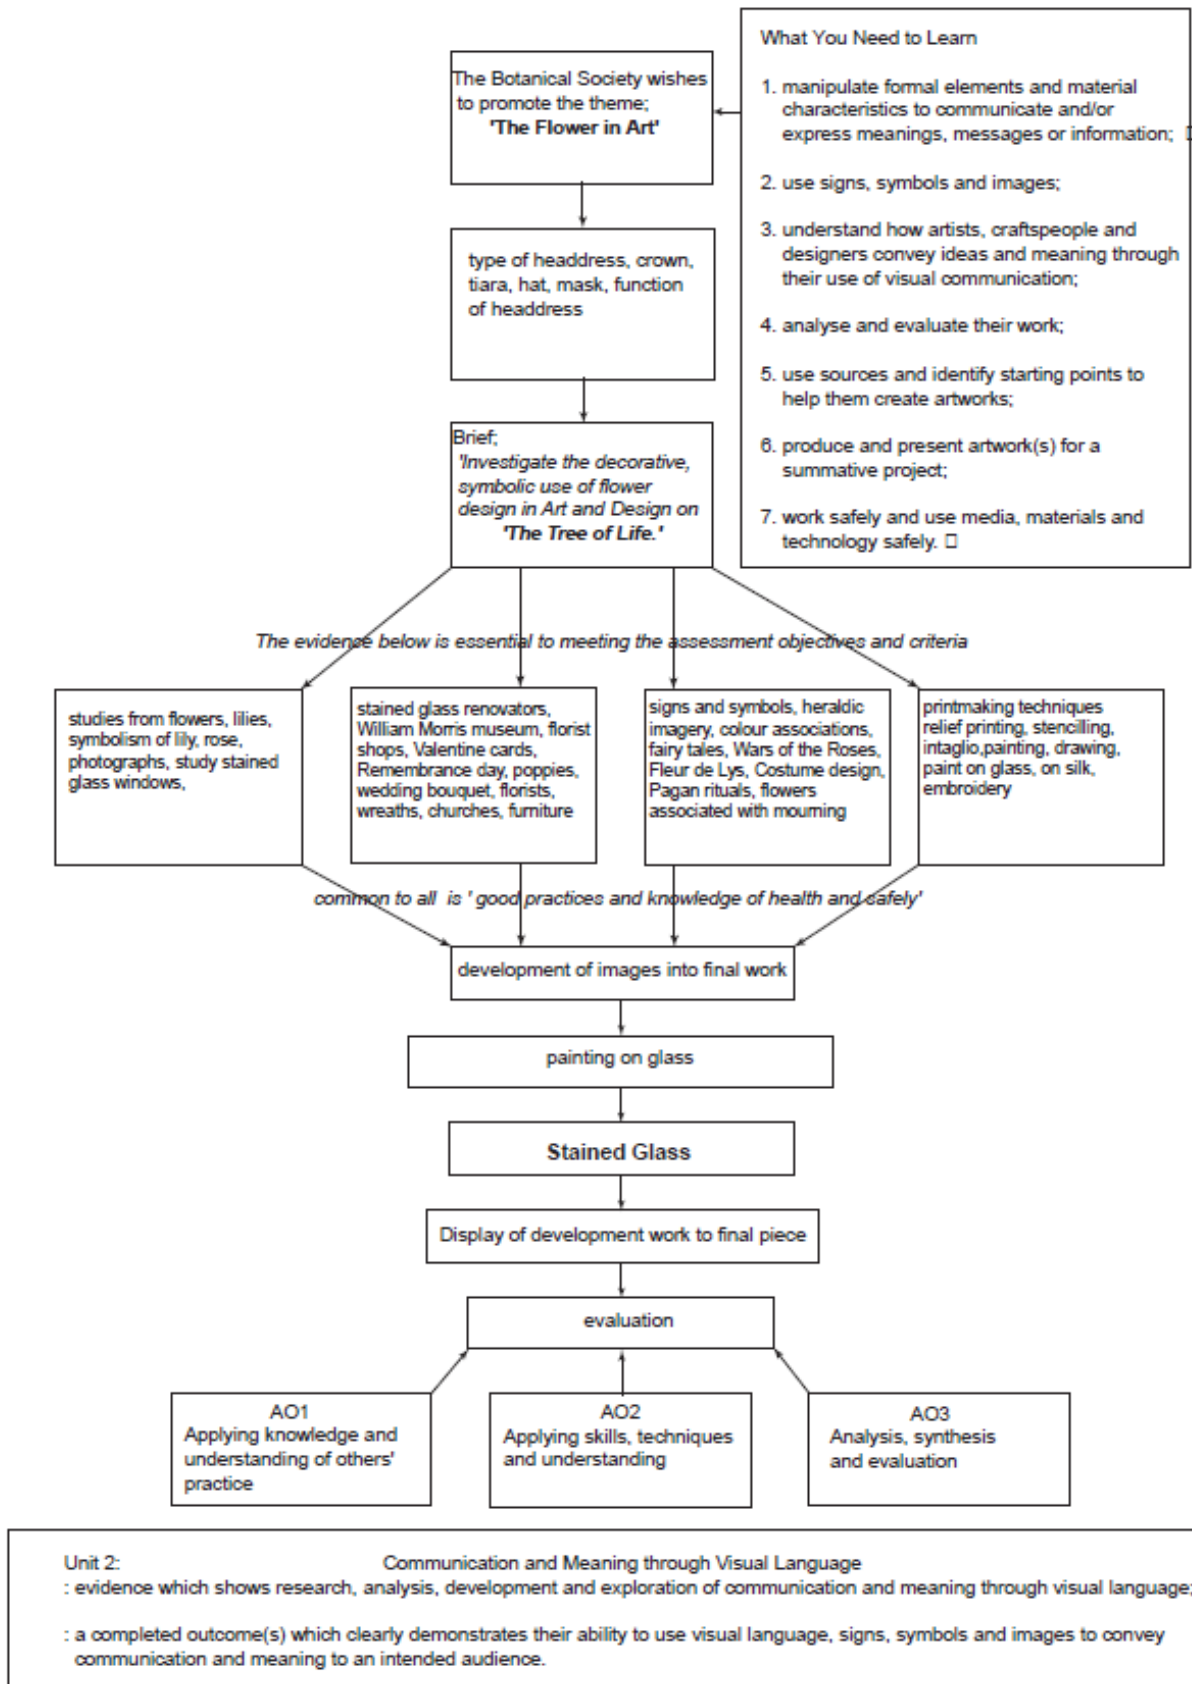 The Botanical Society wishes
to promote the theme;
'The Flower in Art'
What You Need to Learn
1. manipulate formal elements and material
characteristics to communicate and/or
express meanings, messages or information;
2. use signs, symbols and images;
3. understand how artists, craftspeople and
designers convey ideas and meaning through
their use of visual communication;
4. analyse and evaluate their work;
5. use sources and identify starting points to
help them create artworks;
6. produce and present artwork(s) for a
summative project;
7. work safely and use media, materials and
technology safely.
type of headdress, crown,
tiara, hat, mask, function
of headdress
Brief;
'Investigate the decorative,
symbolic use of flower
design in Art and Design on
'The Tree of Life.'
The evidence below is essential to meeting the assessment objectives and criteria
studies from flowers, lilies,
symbolism of lily, rose,
photographs, study stained
glass windows,
stained glass renovators,
William Morris museum, florist
shops, Valentine cards,
Remembrance day, poppies,
wedding bouquet, florists,
wreaths, churches, furniture
signs and symbols, heraldic
imagery, colour associations,
fairy tales, Wars of the Roses,
Fleur de Lys, Costume design,
Pagan rituals, flowers
associated with mourning
printmaking techniques
relief printing, stencilling,
intaglio,painting, drawing,
paint on glass, on silk,
embroidery
common to all is ' good practices and knowledge of health and safely'
development of images into final work
painting on glass
Stained Glass
Display of development work to final piece
evaluation
AO1
Applying knowledge and
understanding of others'
practice
AO2
Applying skills, techniques
and understanding
AO3
Analysis, synthesis
and evaluation
Unit 2: Communication and Meaning through Visual Language
: evidence which shows research, analysis, development and exploration of communication and meaning through visual language;
: a completed outcome(s) which clearly demonstrates their ability to use visual language, signs, symbols and images to convey
communication and meaning to an intended audience.